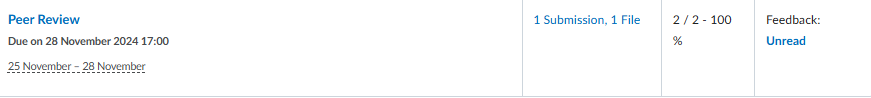 Peer Review
Due on 28 November 2024 17:00
25 November – 28 November
1 Submission, 1 File
2 / 2 - 100
%
Feedback:
Unread